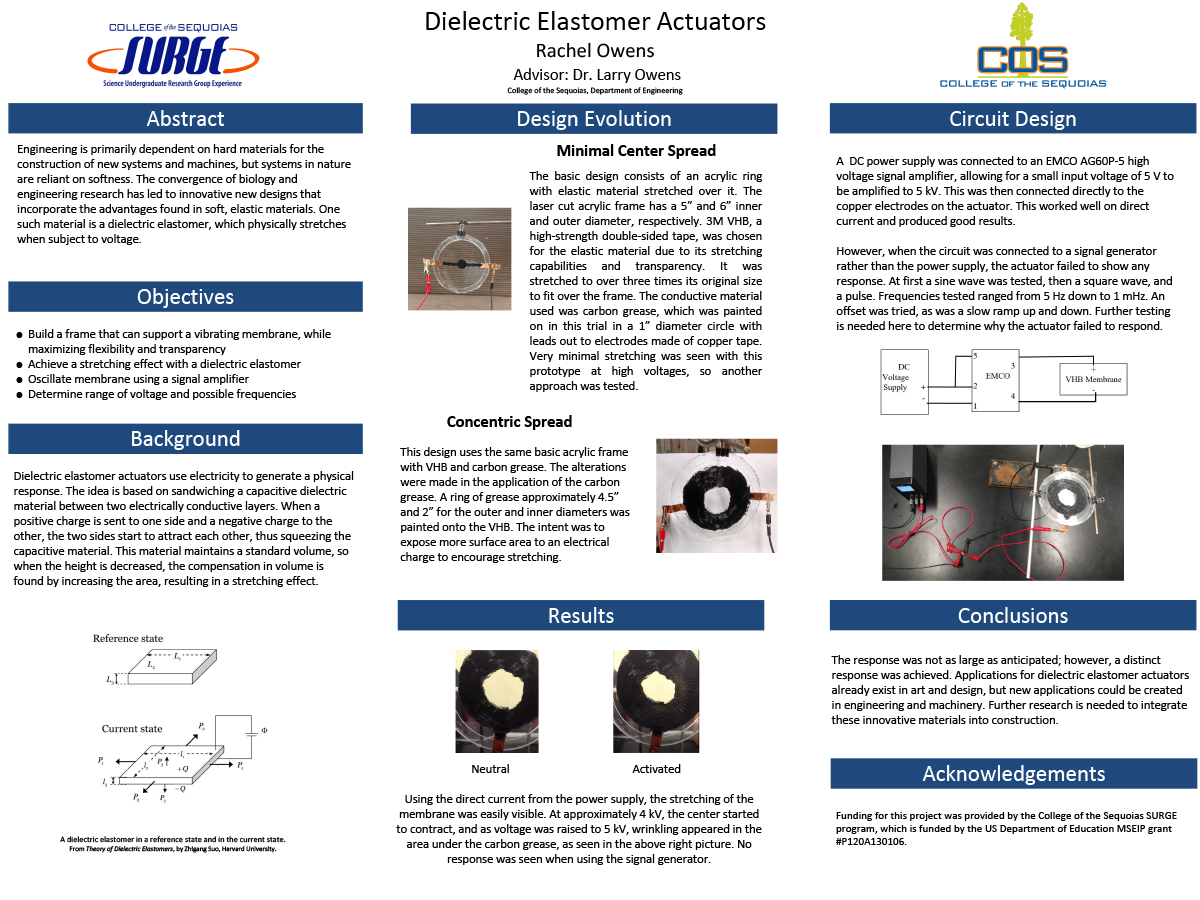 COLLEGE of the SEQUOIAS
SURGE
Science Undergraduate Research Group Experience
Dielectric Elastomer Actuators
Rachel Owens
Advisor: Dr. Larry Owens
College of the Sequoias, Department of Engineering
COS
COLLEGE OF THE SEQUOIAS
Abstract
Engineering is primarily dependent on hard materials for the
construction of new systems and machines, but systems in nature
are reliant on softness. The convergence of biology and
engineering research has led to innovative new designs that
incorporate the advantages found in soft, elastic materials. One
such material is a dielectric elastomer, which physically stretches
when subject to voltage.
Objectives
● Build a frame that can support a vibrating membrane, while
maximizing flexibility and transparency
● Achieve a stretching effect with a dielectric elastomer
● Oscillate membrane using a signal amplifier
● Determine range of voltage and possible frequencies
Background
Dielectric elastomer actuators use electricity to generate a physical
response. The idea is based on sandwiching a capacitive dielectric
material between two electrically conductive layers. When a
positive charge is sent to one side and a negative charge to the
other, the two sides start to attract each other, thus squeezing the
capacitive material. This material maintains a standard volume, so
when the height is decreased, the compensation in volume is
found by increasing the area, resulting in a stretching effect.
Reference state
L₁
L₂
L₃
Current state
P₂
Φ
l₁
P₁
l₂
P₃
+Q
P₁
l₃
−Q
P₂
P₃
A dielectric elastomer in a reference state and in the current state.
From Theory of Dielectric Elastomers, by Zhigang Suo, Harvard University.
Design Evolution
Minimal Center Spread
The basic design consists of an acrylic ring
with elastic material stretched over it. The
laser cut acrylic frame has a 5” and 6” inner
and outer diameter, respectively. 3M VHB, a
high-strength double-sided tape, was chosen
for the elastic material due to its stretching
capabilities and transparency. It was
stretched to over three times its original size
to fit over the frame. The conductive material
used was carbon grease, which was painted
on in this trial in a 1” diameter circle with
leads out to electrodes made of copper tape.
Very minimal stretching was seen with this
prototype at high voltages, so another
approach was tested.
Concentric Spread
This design uses the same basic acrylic frame
with VHB and carbon grease. The alterations
were made in the application of the carbon
grease. A ring of grease approximately 4.5”
and 2” for the outer and inner diameters was
painted onto the VHB. The intent was to
expose more surface area to an electrical
charge to encourage stretching.
Results
Neutral
Activated
Using the direct current from the power supply, the stretching of the
membrane was easily visible. At approximately 4 kV, the center started
to contract, and as voltage was raised to 5 kV, wrinkling appeared in the
area under the carbon grease, as seen in the above right picture. No
response was seen when using the signal generator.
Circuit Design
A DC power supply was connected to an EMCO AG60P-5 high
voltage signal amplifier, allowing for a small input voltage of 5 V to
be amplified to 5 kV. This was then connected directly to the
copper electrodes on the actuator. This worked well on direct
current and produced good results.
However, when the circuit was connected to a signal generator
rather than the power supply, the actuator failed to show any
response. At first a sine wave was tested, then a square wave, and
a pulse. Frequencies tested ranged from 5 Hz down to 1 mHz. An
offset was tried, as was a slow ramp up and down. Further testing
is needed here to determine why the actuator failed to respond.
DC
Voltage
Supply
+
-
5
2
1
EMCO
3
4
+
VHB Membrane
-
Conclusions
The response was not as large as anticipated; however, a distinct
response was achieved. Applications for dielectric elastomer actuators
already exist in art and design, but new applications could be created
in engineering and machinery. Further research is needed to integrate
these innovative materials into construction.
Acknowledgements
Funding for this project was provided by the College of the Sequoias SURGE
program, which is funded by the US Department of Education MSEIP grant
#P120A130106.